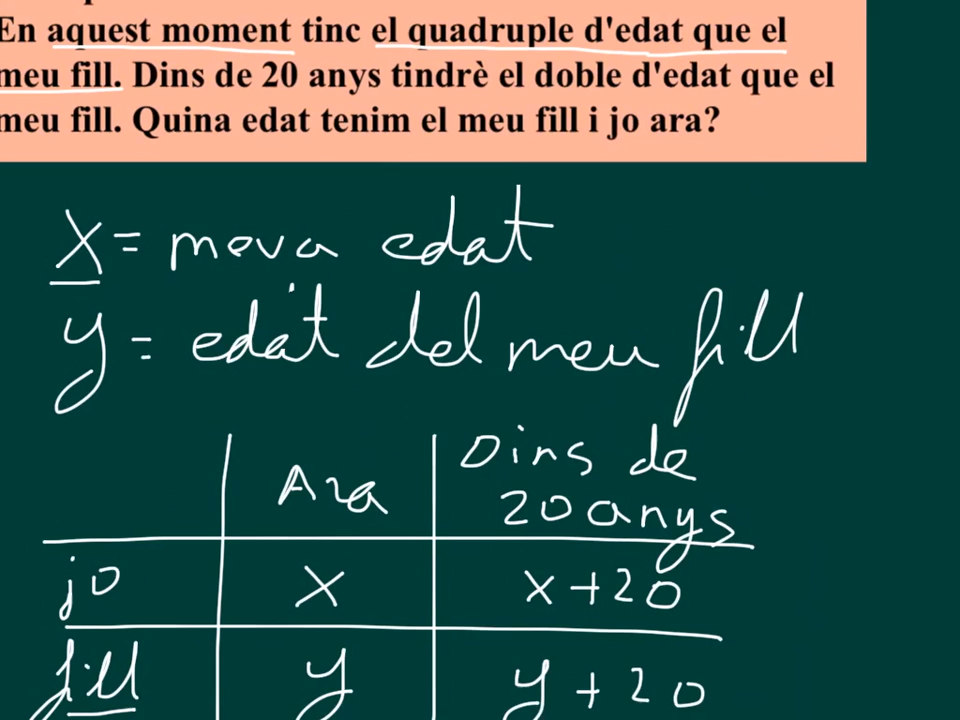 En aquest moment tinc el quadruple d'edat que el
meu fill. Dins de 20 anys tindrè el doble d'edat que el
meu fill. Quina edat tenim el meu fill i jo ara?
x = meva edat
y = edat del meu fill
Ara Dins de
20 anys
jo x x + 20
fill y y + 20